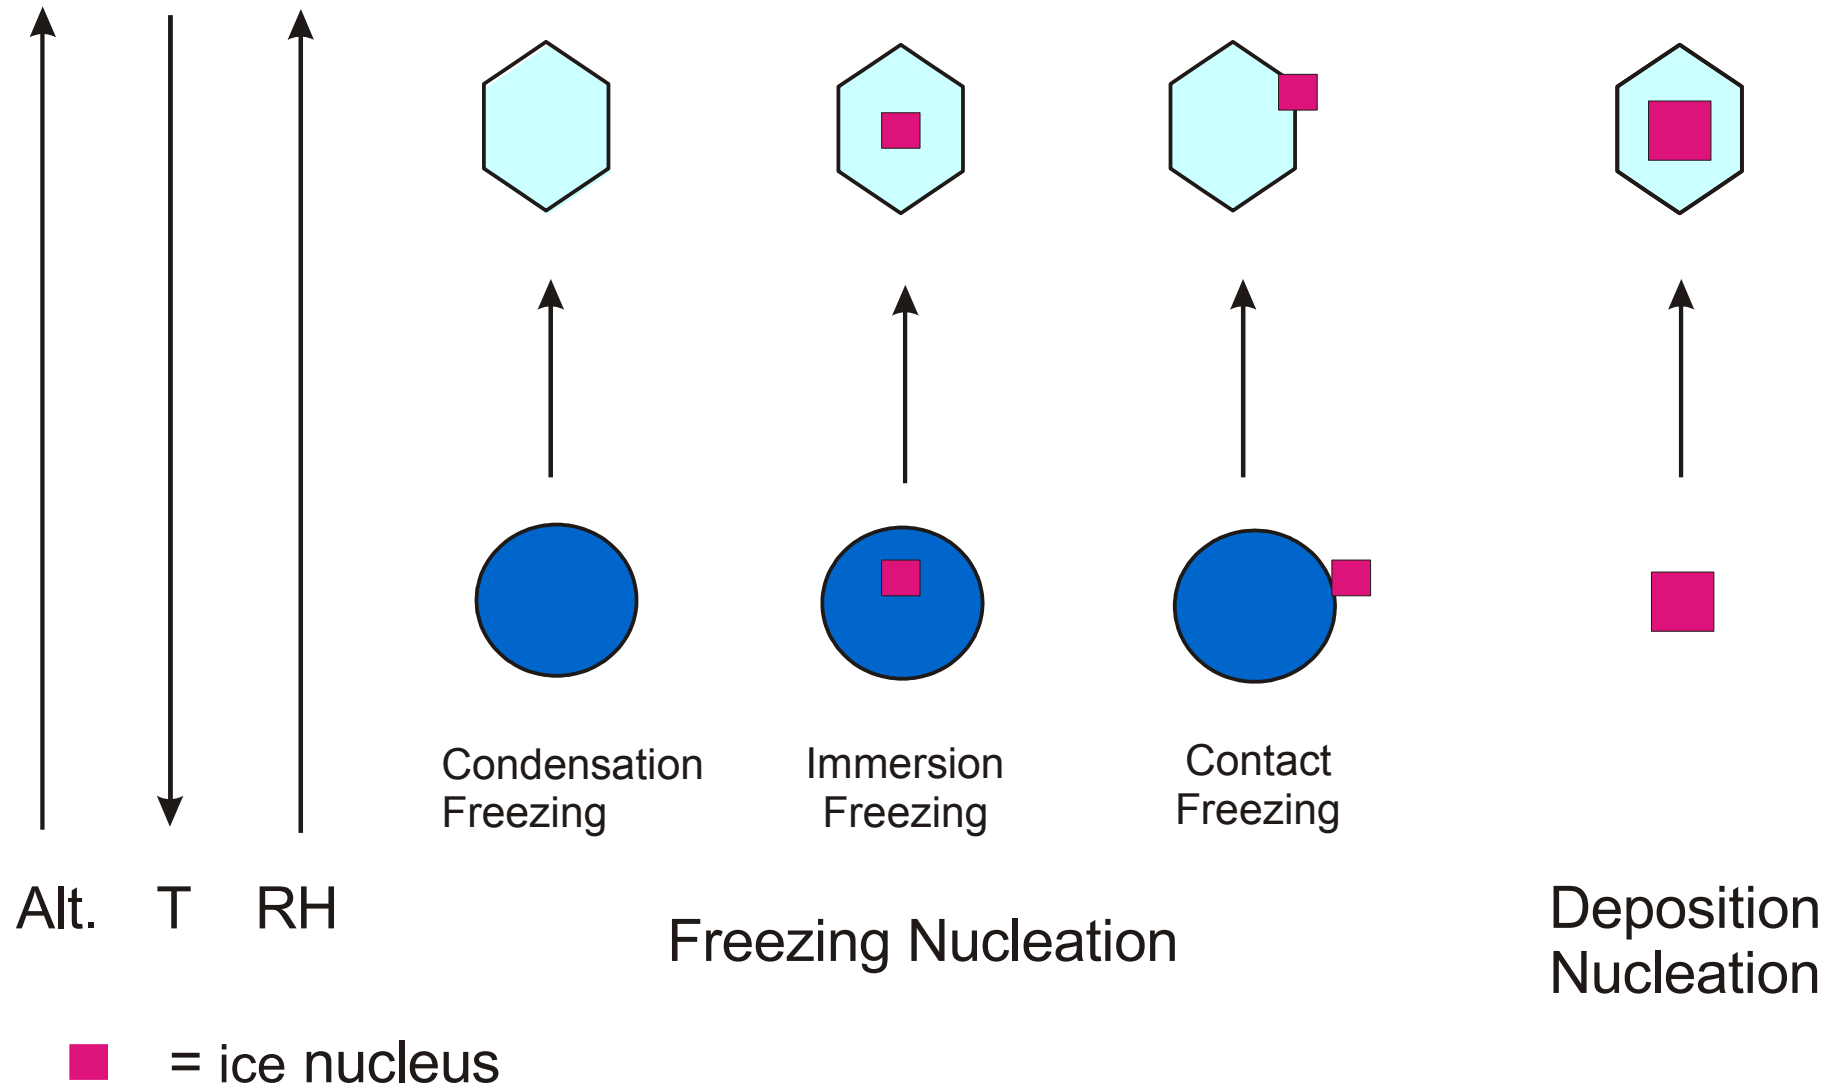 Condensation
Freezing
Immersion
Freezing
Contact
Freezing
Alt. T RH
Freezing Nucleation
Deposition
Nucleation
= ice nucleus